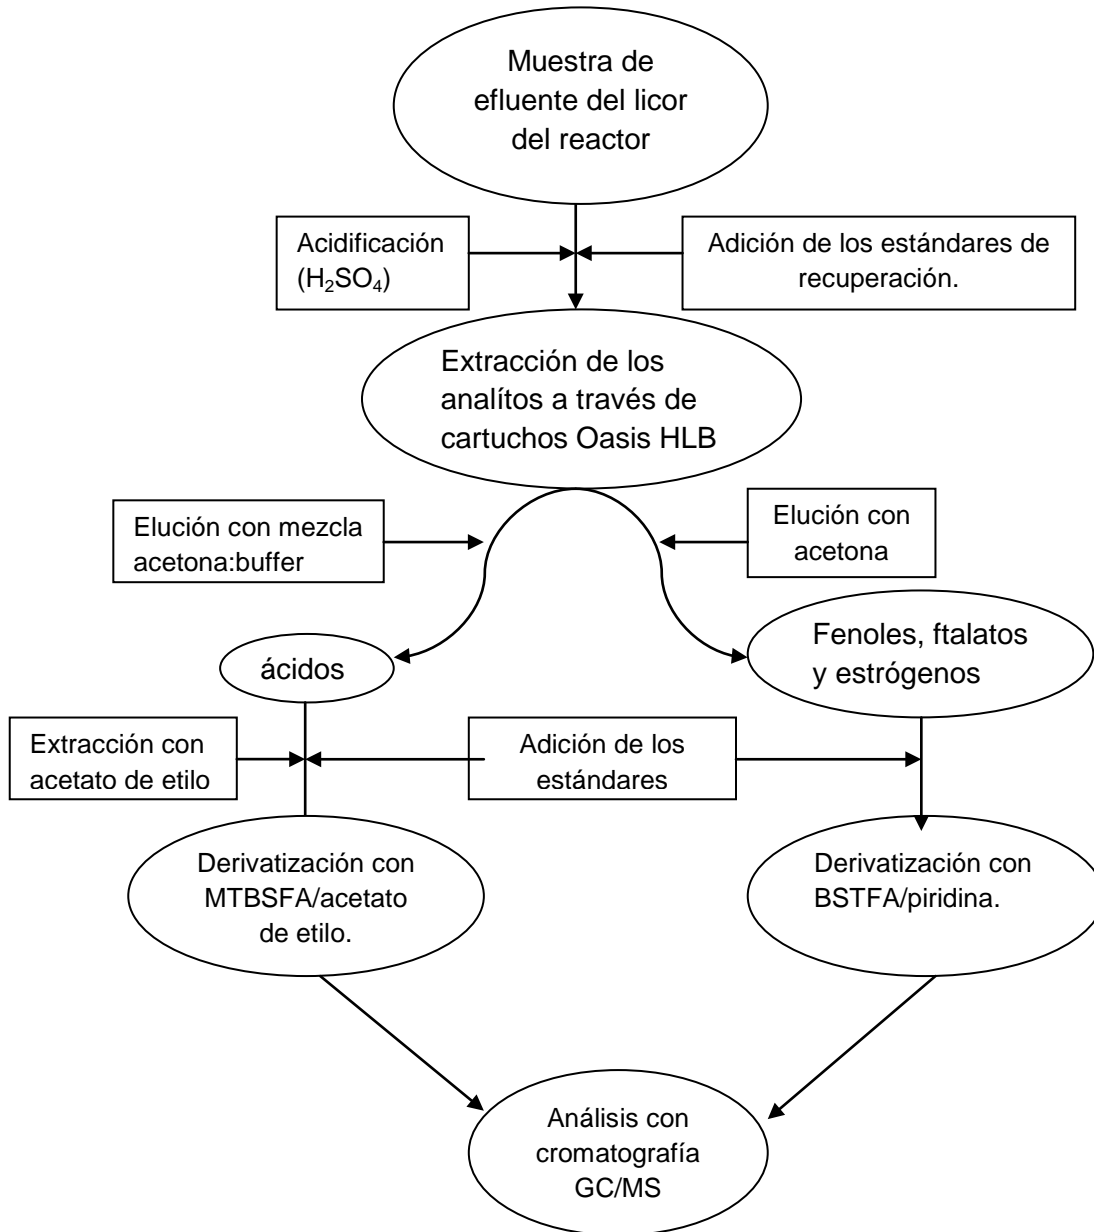 Muestra de
efluente del licor
del reactor
Acidificación
(H₂SO₄)
Adición de los estándares de
recuperación.
Extracción de los
analítos a través de
cartuchos Oasis HLB
Elución con mezcla
acetona:buffer
Elución con
acetona
ácidos
Fenoles, ftalatos
y estrógenos
Extracción con
acetato de etilo
Adición de los
estándares
Derivatización con
MTBSFA/acetato
de etilo.
Derivatización con
BSTFA/piridina.
Análisis con
cromatografía
GC/MS